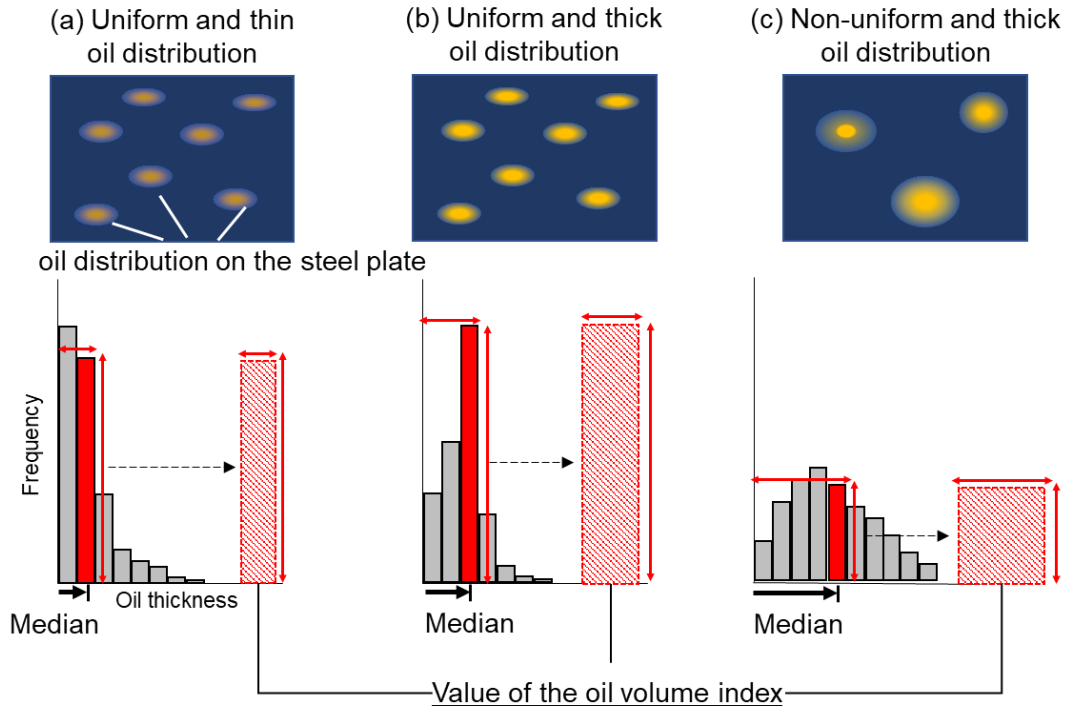 (a) Uniform and thin
oil distribution
(b) Uniform and thick
oil distribution
(c) Non-uniform and thick
oil distribution
oil distribution on the steel plate
Frequency
Oil thickness
Median
Median
Median
Value of the oil volume index